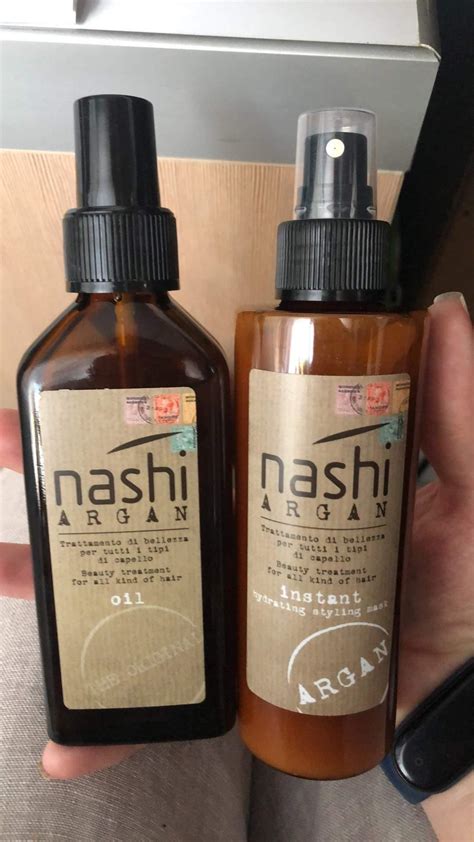 nashi
ARGAN
Trattamento di bellezza
per tutti i tipi
di capello
Beauty treatment
for all kind of hair
oil
THE ORIGINAL
nashi
ARGAN
Trattamento di bellezza
per tutti i tipi
di capello
Beauty treatment
for all kind of hair
instant
hydrating styling mask
ARGAN